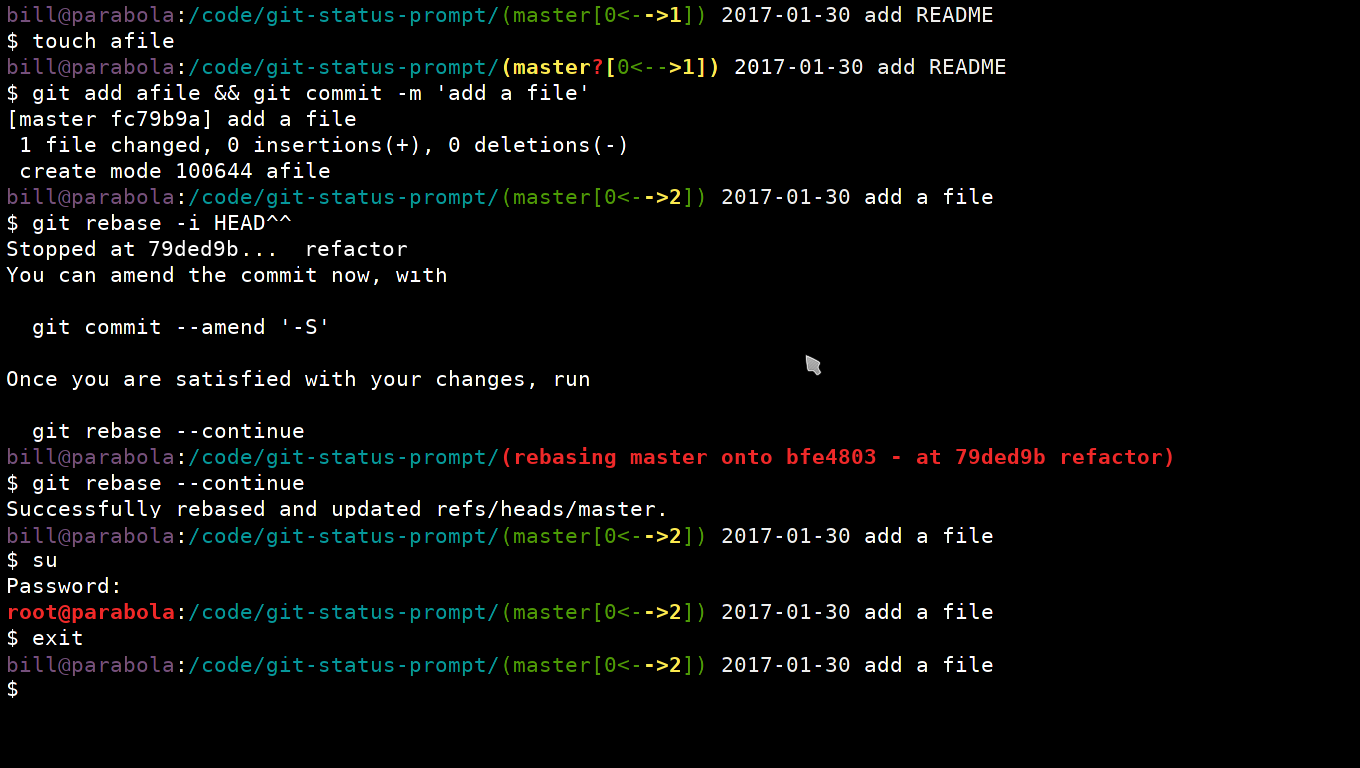 bill@parabola:/code/git-status-prompt/(master[0<-->1]) 2017-01-30 add README
$ touch afile
bill@parabola:/code/git-status-prompt/(master?[0<-->1]) 2017-01-30 add README
$ git add afile && git commit -m 'add a file'
[master fc79b9a] add a file
 1 file changed, 0 insertions(+), 0 deletions(-)
 create mode 100644 afile
bill@parabola:/code/git-status-prompt/(master[0<-->2]) 2017-01-30 add a file
$ git rebase -i HEAD^^
Stopped at 79ded9b...  refactor
You can amend the commit now, with
  git commit --amend '-S'
Once you are satisfied with your changes, run
  git rebase --continue
bill@parabola:/code/git-status-prompt/(rebasing master onto bfe4803 - at 79ded9b refactor)
$ git rebase --continue
Successfully rebased and updated refs/heads/master.
bill@parabola:/code/git-status-prompt/(master[0<-->2]) 2017-01-30 add a file
$ su
Password:
root@parabola:/code/git-status-prompt/(master[0<-->2]) 2017-01-30 add a file
$ exit
bill@parabola:/code/git-status-prompt/(master[0<-->2]) 2017-01-30 add a file
$